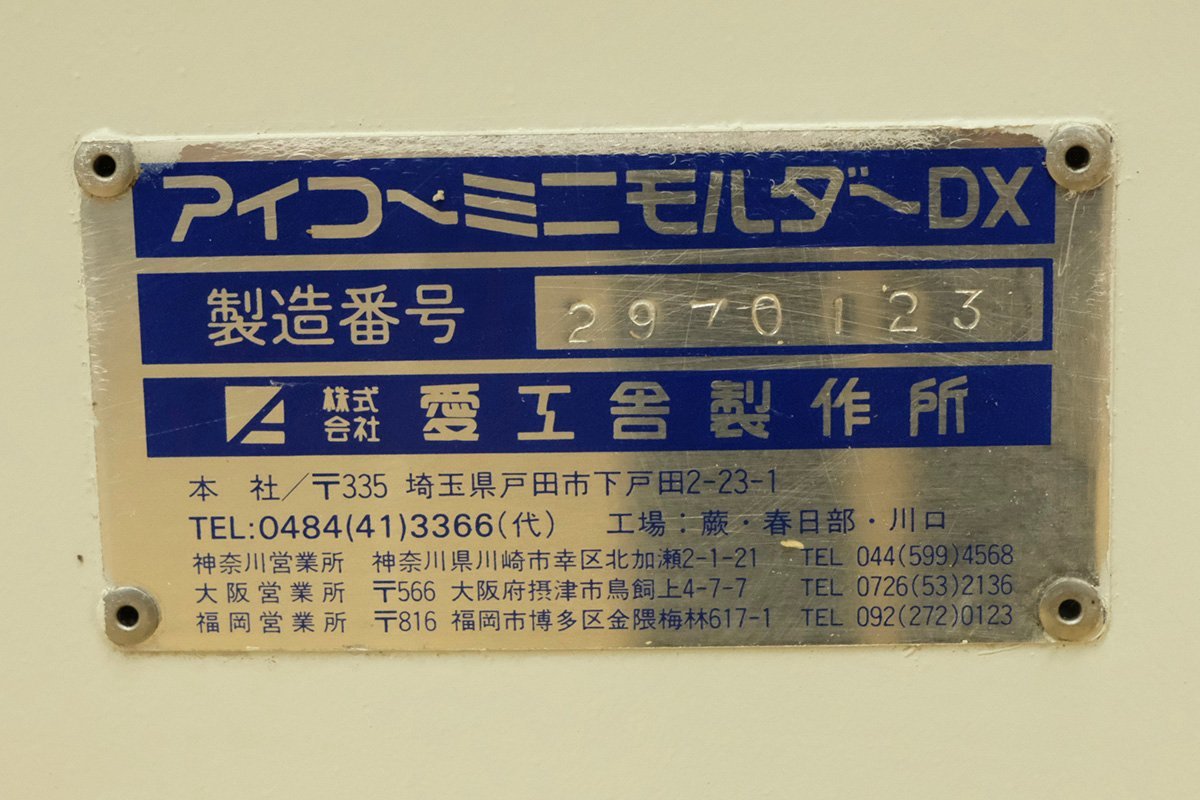 アイコーミニモルダーDX
製造番号 2970123
株式会社 愛工舎製作所
本 社/〒335 埼玉県戸田市下戸田2-23-1
TEL:0484(41)3366(代) 工場:蕨・春日部・川口
神奈川営業所 神奈川県川崎市幸区北加瀬2-1-21 TEL 044(599)4568
大阪営業所 〒566 大阪府摂津市鳥飼上4-7-7 TEL 0726(53)2136
福岡営業所 〒816 福岡市博多区金隈梅林617-1 TEL 092(272)0123